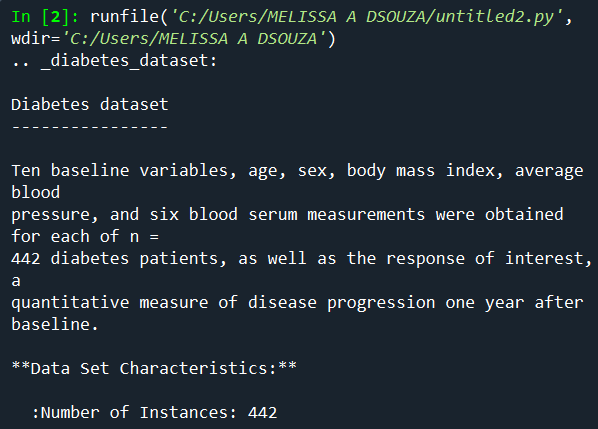 In [2]: runfile('C:/Users/MELISSA A DSOUZA/untitled2.py',
wdir='C:/Users/MELISSA A DSOUZA')
.. _diabetes_dataset:
Diabetes dataset
----------------
Ten baseline variables, age, sex, body mass index, average
blood
pressure, and six blood serum measurements were obtained
for each of n =
442 diabetes patients, as well as the response of interest,
a
quantitative measure of disease progression one year after
baseline.
**Data Set Characteristics:**
:Number of Instances: 442